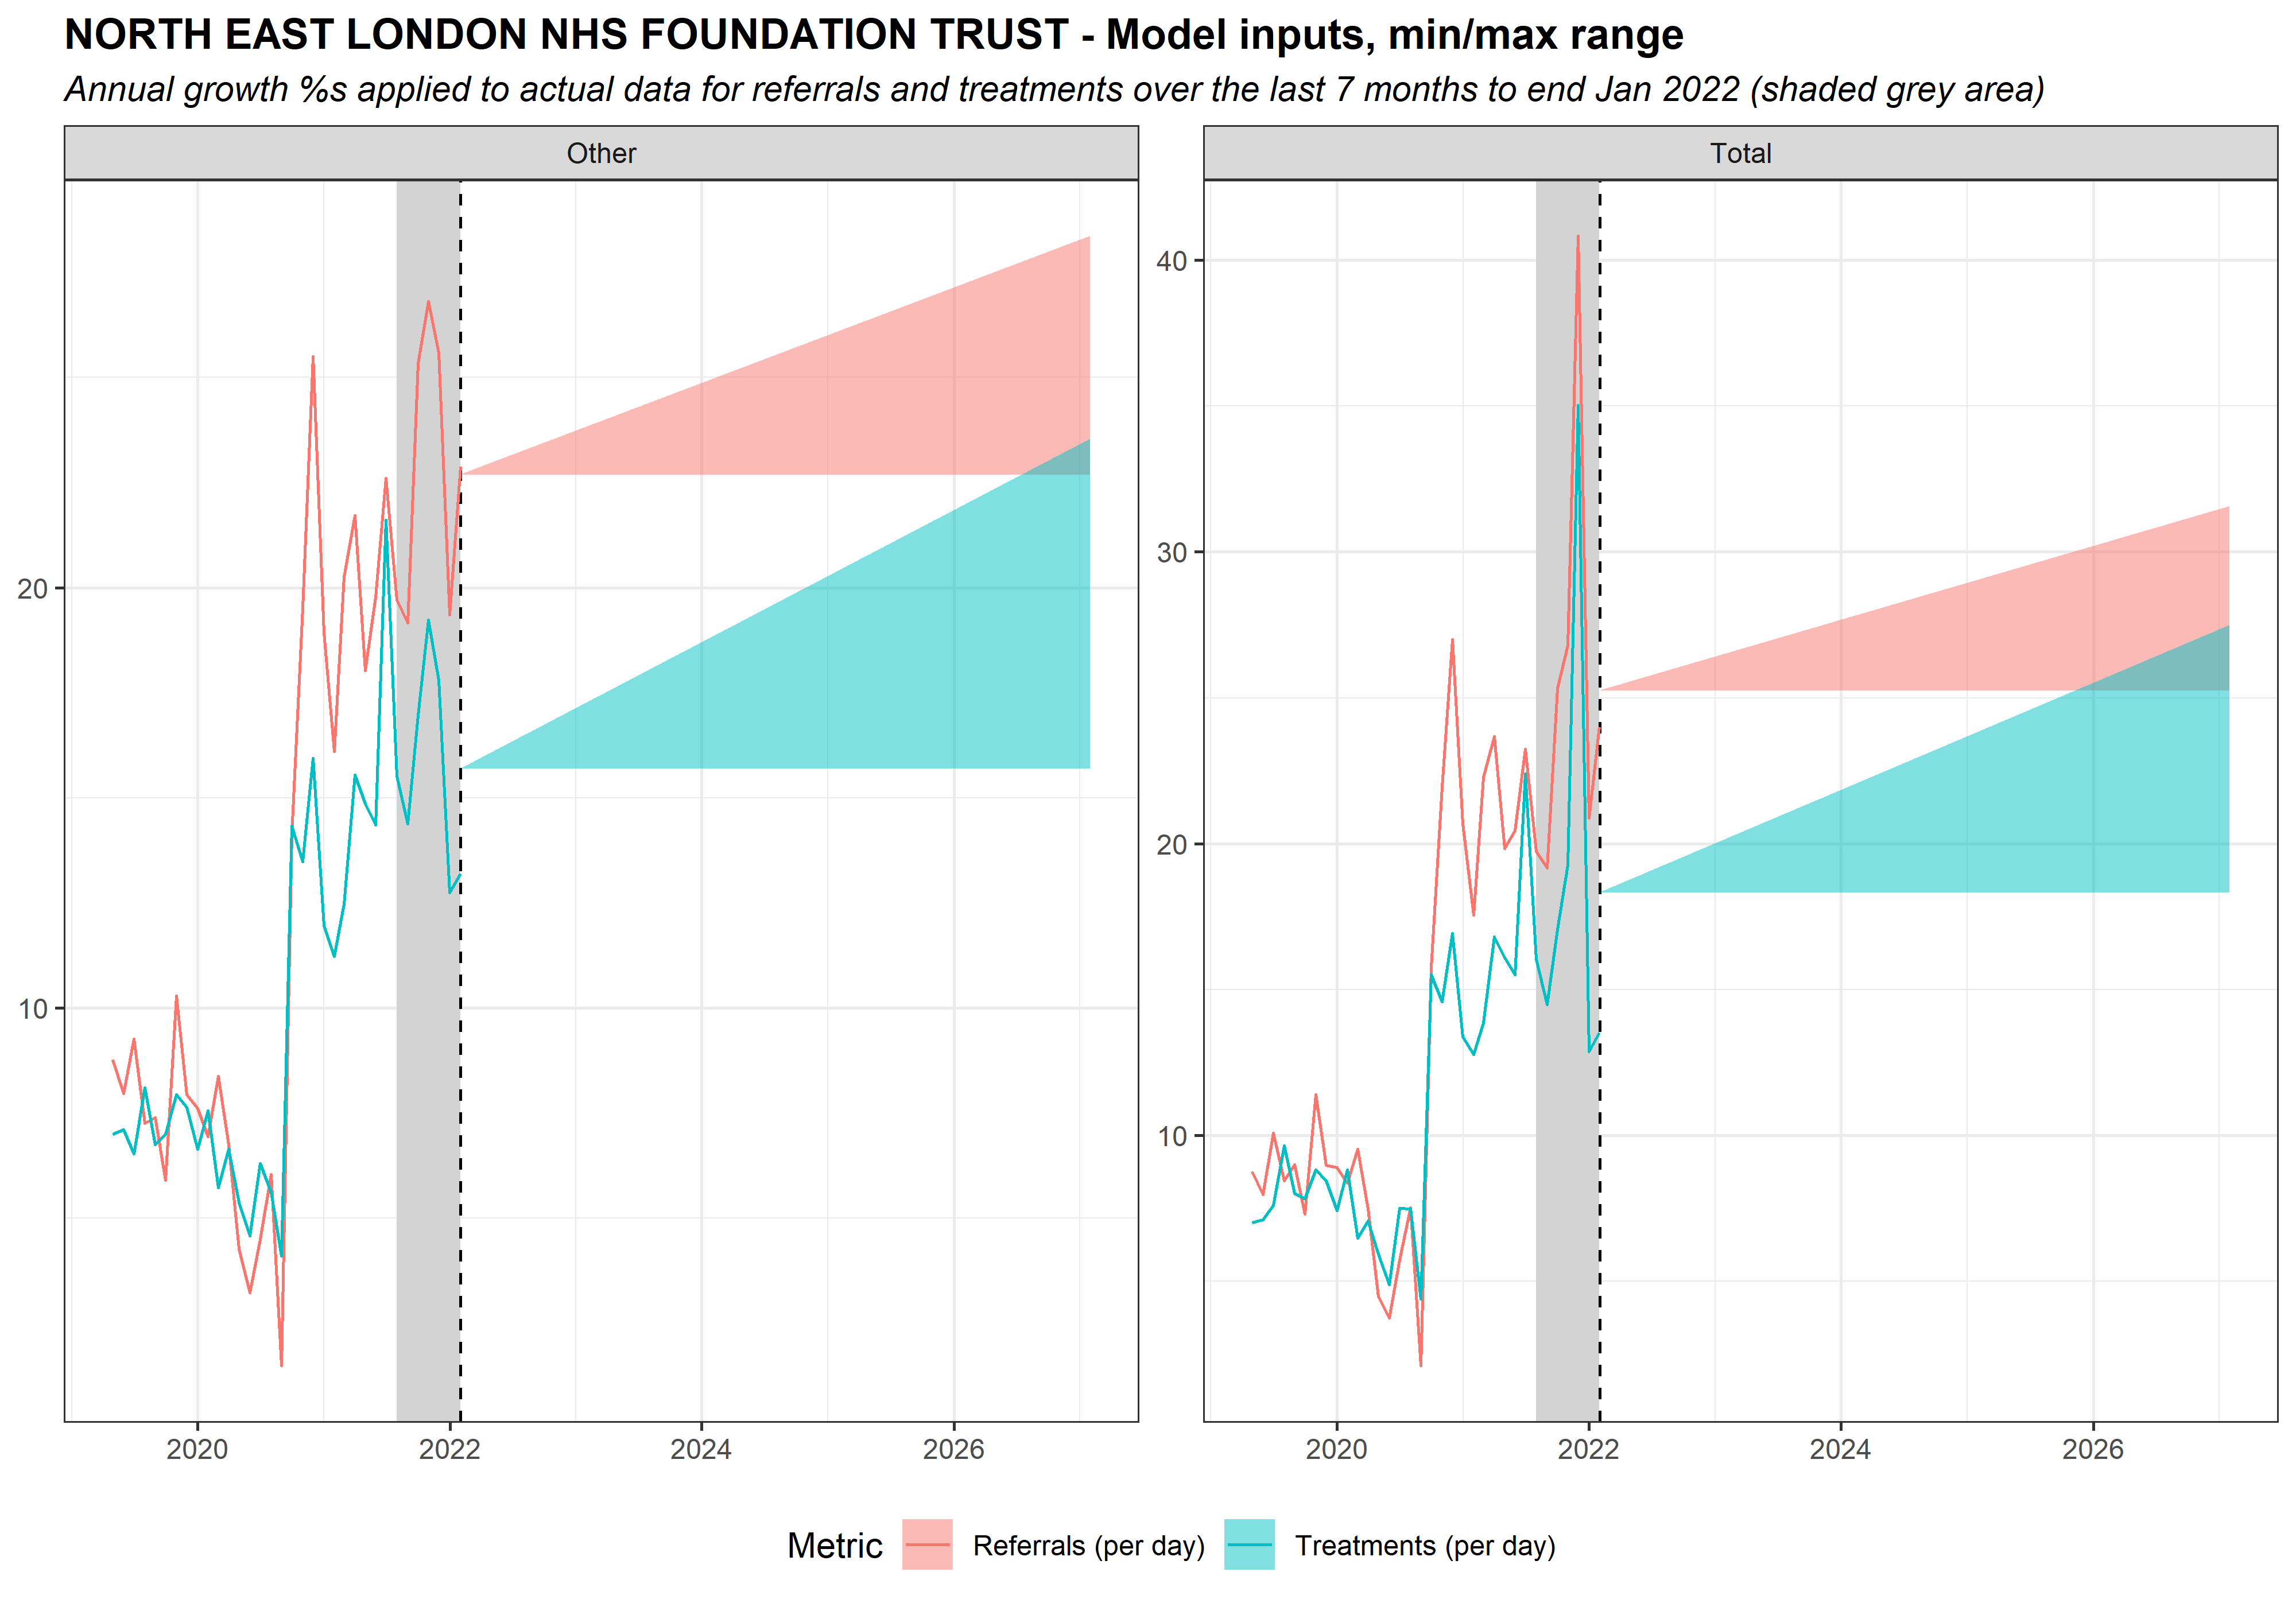 NORTH EAST LONDON NHS FOUNDATION TRUST - Model inputs, min/max range
Annual growth %s applied to actual data for referrals and treatments over the last 7 months to end Jan 2022 (shaded grey area)
Other
Total
20
10
40
30
20
10
2020 2022 2024 2026
2020 2022 2024 2026
Metric Referrals (per day) Treatments (per day)